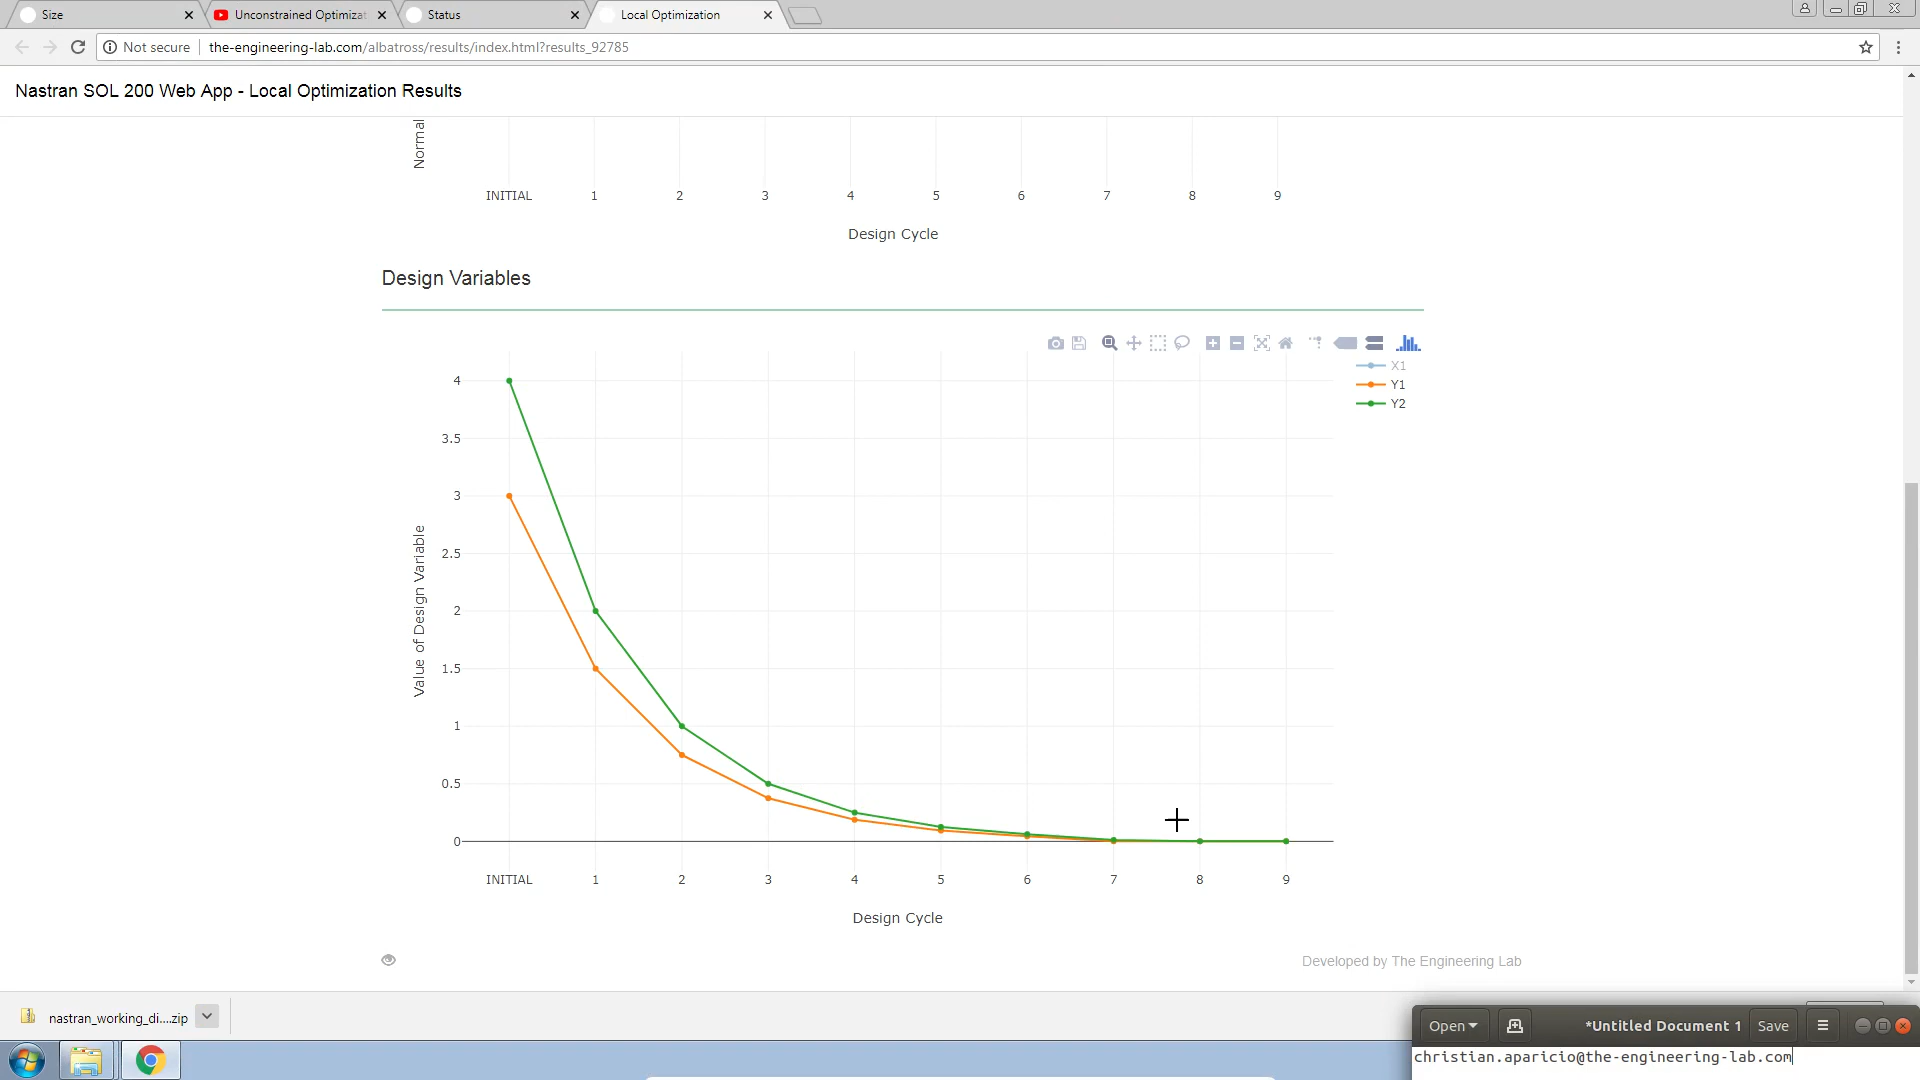 Size
Unconstrained Optimizat
Status
Local Optimization
Not secure
the-engineering-lab.com/albatross/results/index.html?results_92785
Nastran SOL 200 Web App - Local Optimization Results
Normal
INITIAL 1 2 3 4 5 6 7 8 9
Design Cycle
Design Variables
X1
Y1
Y2
4
3.5
3
2.5
2
1.5
1
0.5
0
Value of Design Variable
INITIAL 1 2 3 4 5 6 7 8 9
Design Cycle
Developed by The Engineering Lab
nastran_working_di....zip
Open
*Untitled Document 1
Save
christian.aparicio@the-engineering-lab.com